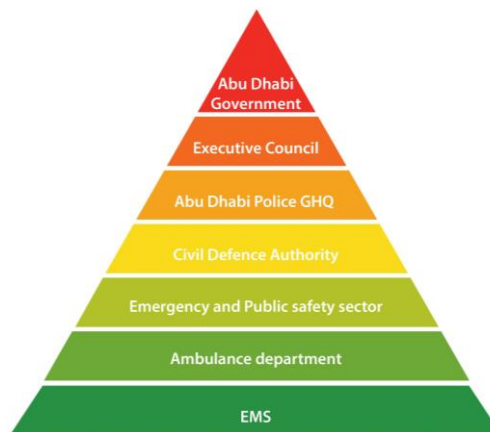 Abu Dhabi
Government
Executive Council
Abu Dhabi Police GHQ
Civil Defence Authority
Emergency and Public safety sector
Ambulance department
EMS